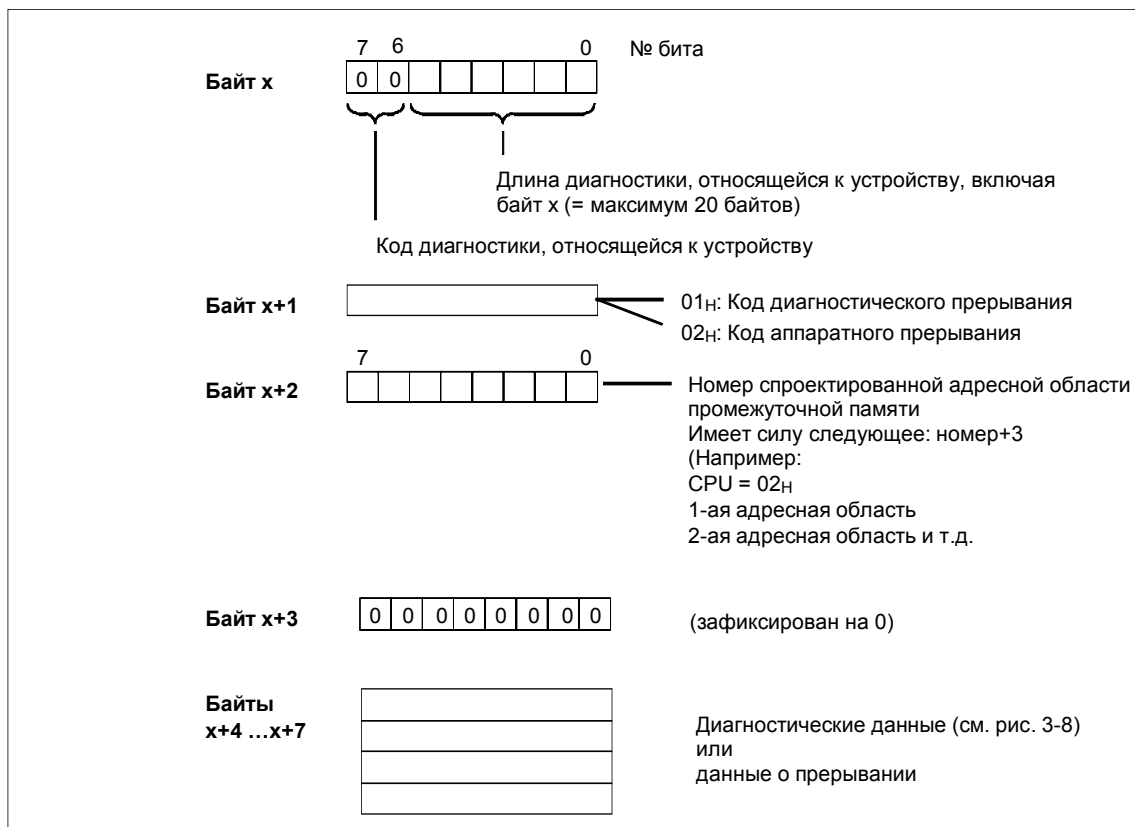 7 6 0 № бита
Байт x 0 0
Длина диагностики, относящейся к устройству, включая
байт x (= максимум 20 байтов)
Код диагностики, относящейся к устройству
Байт x+1
01H: Код диагностического прерывания
02H: Код аппаратного прерывания
7 0
Байт x+2
Номер спроектированной адресной области
промежуточной памяти
Имеет силу следующее: номер+3
(Например:
CPU = 02H
1-ая адресная область
2-ая адресная область и т.д.
Байт x+3 0 0 0 0 0 0 0 0 (зафиксирован на 0)
Байты
x+4 …x+7
Диагностические данные (см. рис. 3-8)
или
данные о прерывании